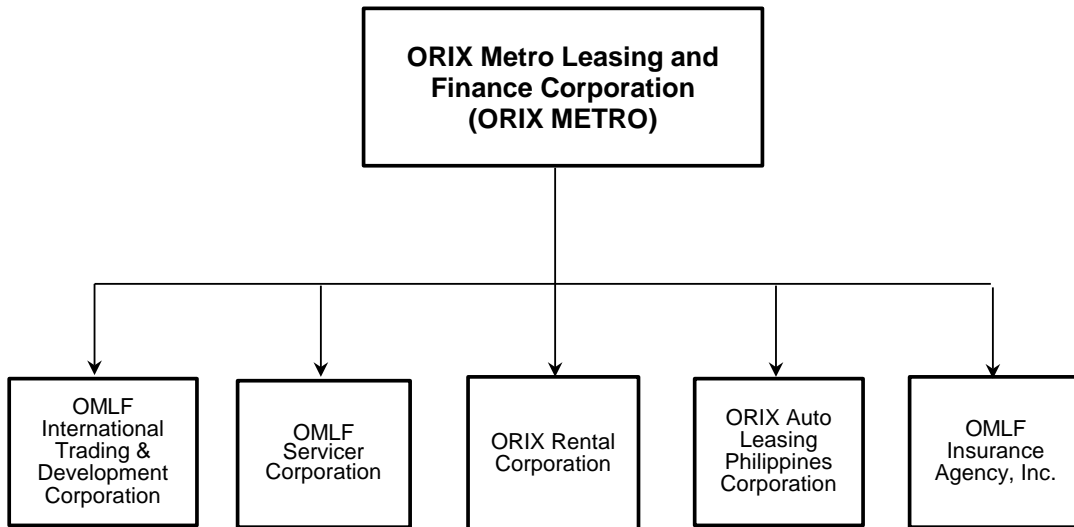 ORIX Metro Leasing and
Finance Corporation
(ORIX METRO)
OMLF
International
Trading &
Development
Corporation
OMLF
Servicer
Corporation
ORIX Rental
Corporation
ORIX Auto
Leasing
Philippines
Corporation
OMLF
Insurance
Agency, Inc.